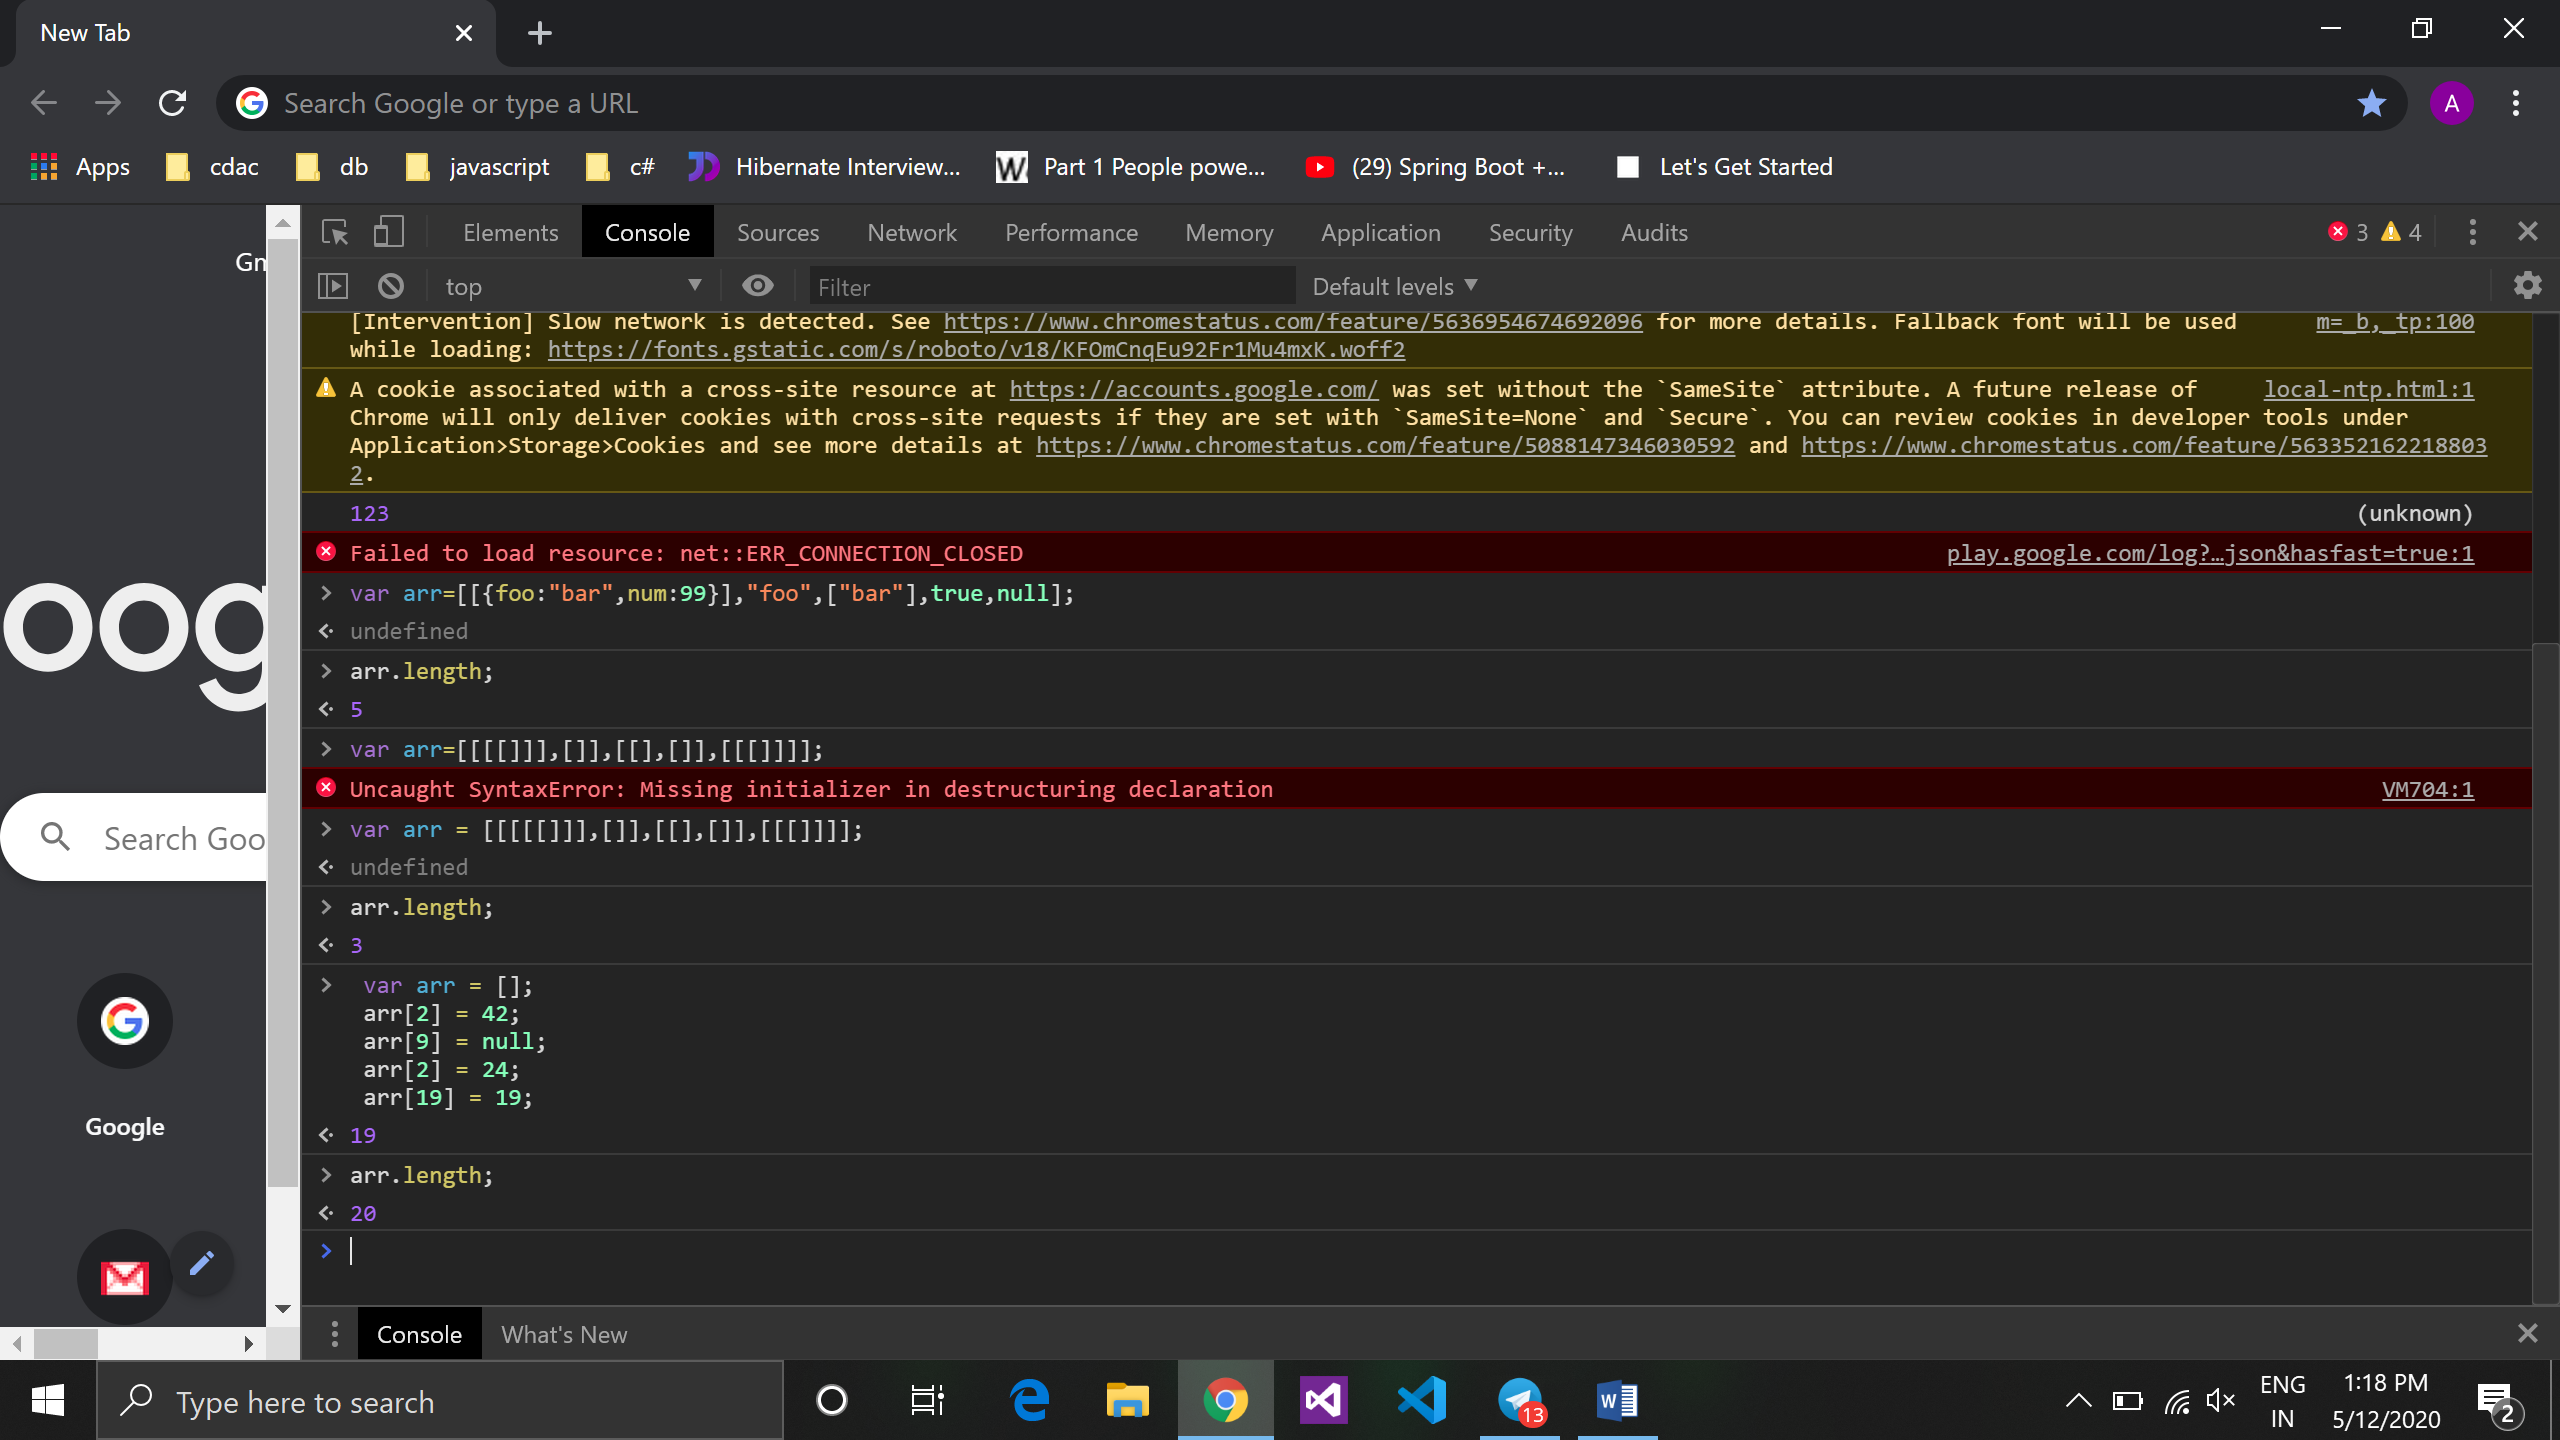 New Tab
Search Google or type a URL
A
Apps cdac db javascript c# Hibernate Interview... Part 1 People powe... (29) Spring Boot +... Let's Get Started
Gm
Elements Console Sources Network Performance Memory Application Security Audits 3 4
top Filter Default levels
[Intervention] Slow network is detected. See https://www.chromestatus.com/feature/5636954674692096 for more details. Fallback font will be used m=_b,_tp:100
while loading: https://fonts.gstatic.com/s/roboto/v18/KFOmCnqEu92Fr1Mu4mxK.woff2
A cookie associated with a cross-site resource at https://accounts.google.com/ was set without the `SameSite` attribute. A future release of local-ntp.html:1
Chrome will only deliver cookies with cross-site requests if they are set with `SameSite=None` and `Secure`. You can review cookies in developer tools under
Application>Storage>Cookies and see more details at https://www.chromestatus.com/feature/5088147346030592 and https://www.chromestatus.com/feature/563352162218803
2.
123 (unknown)
Failed to load resource: net::ERR_CONNECTION_CLOSED play.google.com/log?…json&hasfast=true:1
> var arr=[[{foo:"bar",num:99}],"foo",["bar"],true,null];
undefined
> arr.length;
5
> var arr=[[[[]]],[]],[[],[]],[[[]]]];
Uncaught SyntaxError: Missing initializer in destructuring declaration VM704:1
> var arr = [[[[[]]],[]],[[],[]],[[[]]]];
undefined
> arr.length;
3
> var arr = [];
arr[2] = 42;
arr[9] = null;
arr[2] = 24;
arr[19] = 19;
19
> arr.length;
20
>
oog
Search Goo
Google
Console What's New
Type here to search
13
ENG
IN
1:18 PM
5/12/2020
2